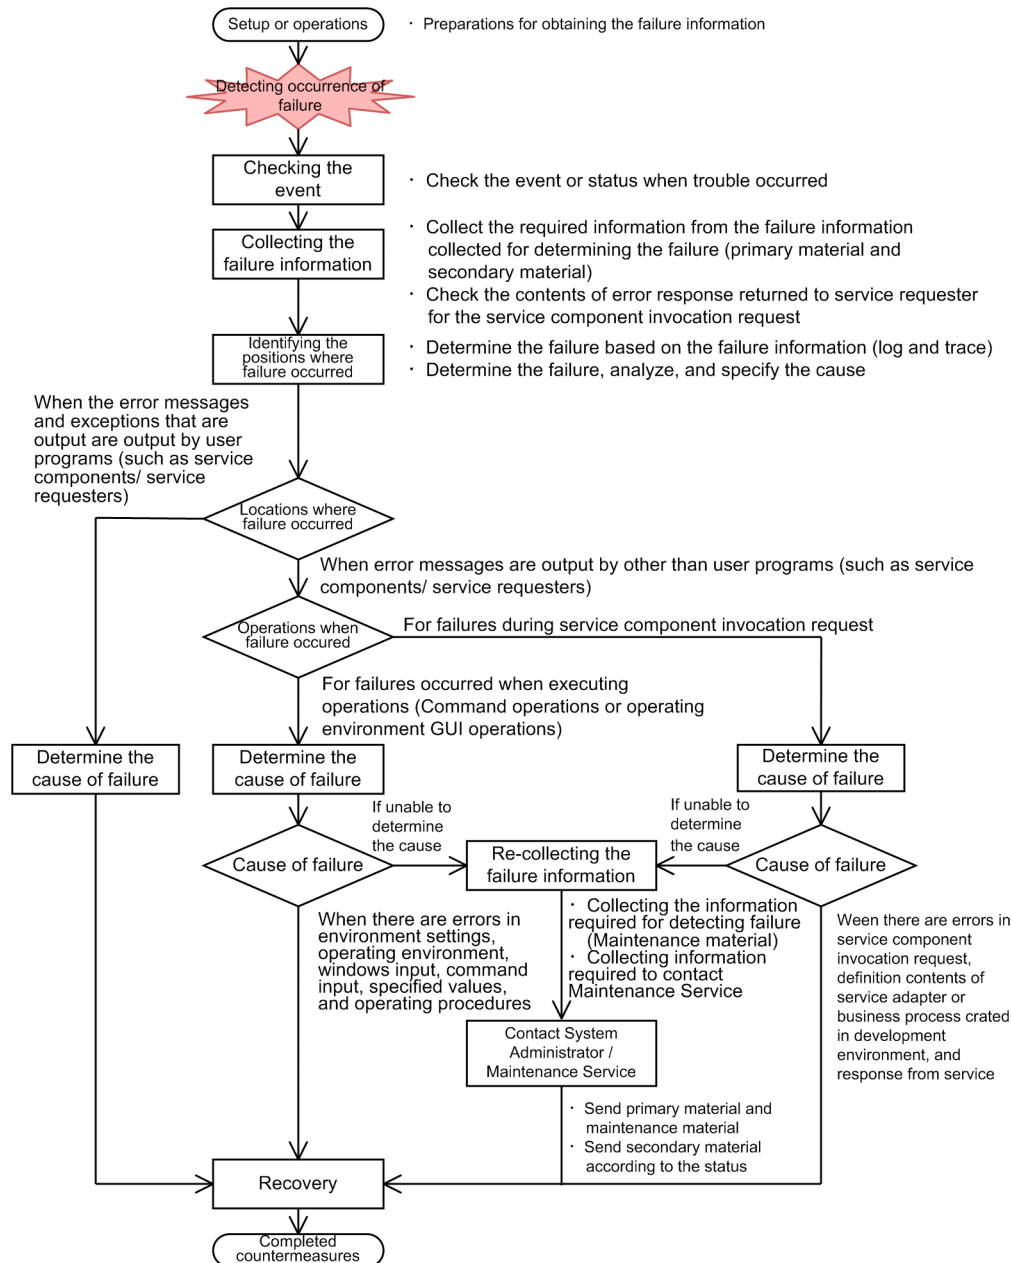 Setup or operations
· Preparations for obtaining the failure information
Detecting occurrence of
failure
Checking the
event
· Check the event or status when trouble occurred
Collecting the
failure information
· Collect the required information from the failure information
collected for determining the failure (primary material and
secondary material)
· Check the contents of error response returned to service requester
for the service component invocation request
Identifying the
positions where
failure occurred
· Determine the failure based on the failure information (log and trace)
· Determine the failure, analyze, and specify the cause
When the error messages
and exceptions that are
output are output by user
programs (such as service
components/ service
requesters)
Locations where
failure occurred
When error messages are output by other than user programs (such as service
components/ service requesters)
Operations when
failure occured
For failures during service component invocation request
For failures occurred when executing
operations (Command operations or operating
environment GUI operations)
Determine the
cause of failure
Determine the
cause of failure
Determine the
cause of failure
If unable to
determine
the cause
If unable to
determine
the cause
Cause of failure
Re-collecting the
failure information
Cause of failure
When there are errors in
environment settings,
operating environment,
windows input, command
input, specified values,
and operating procedures
· Collecting the information
required for detecting failure
(Maintenance material)
· Collecting information
required to contact
Maintenance Service
Ween there are errors in
service component
invocation request,
definition contents of
service adapter or
business process crated
in development
environment, and
response from service
Contact System
Administrator /
Maintenance Service
· Send primary material and
maintenance material
· Send secondary material
according to the status
Recovery
Completed
countermeasures